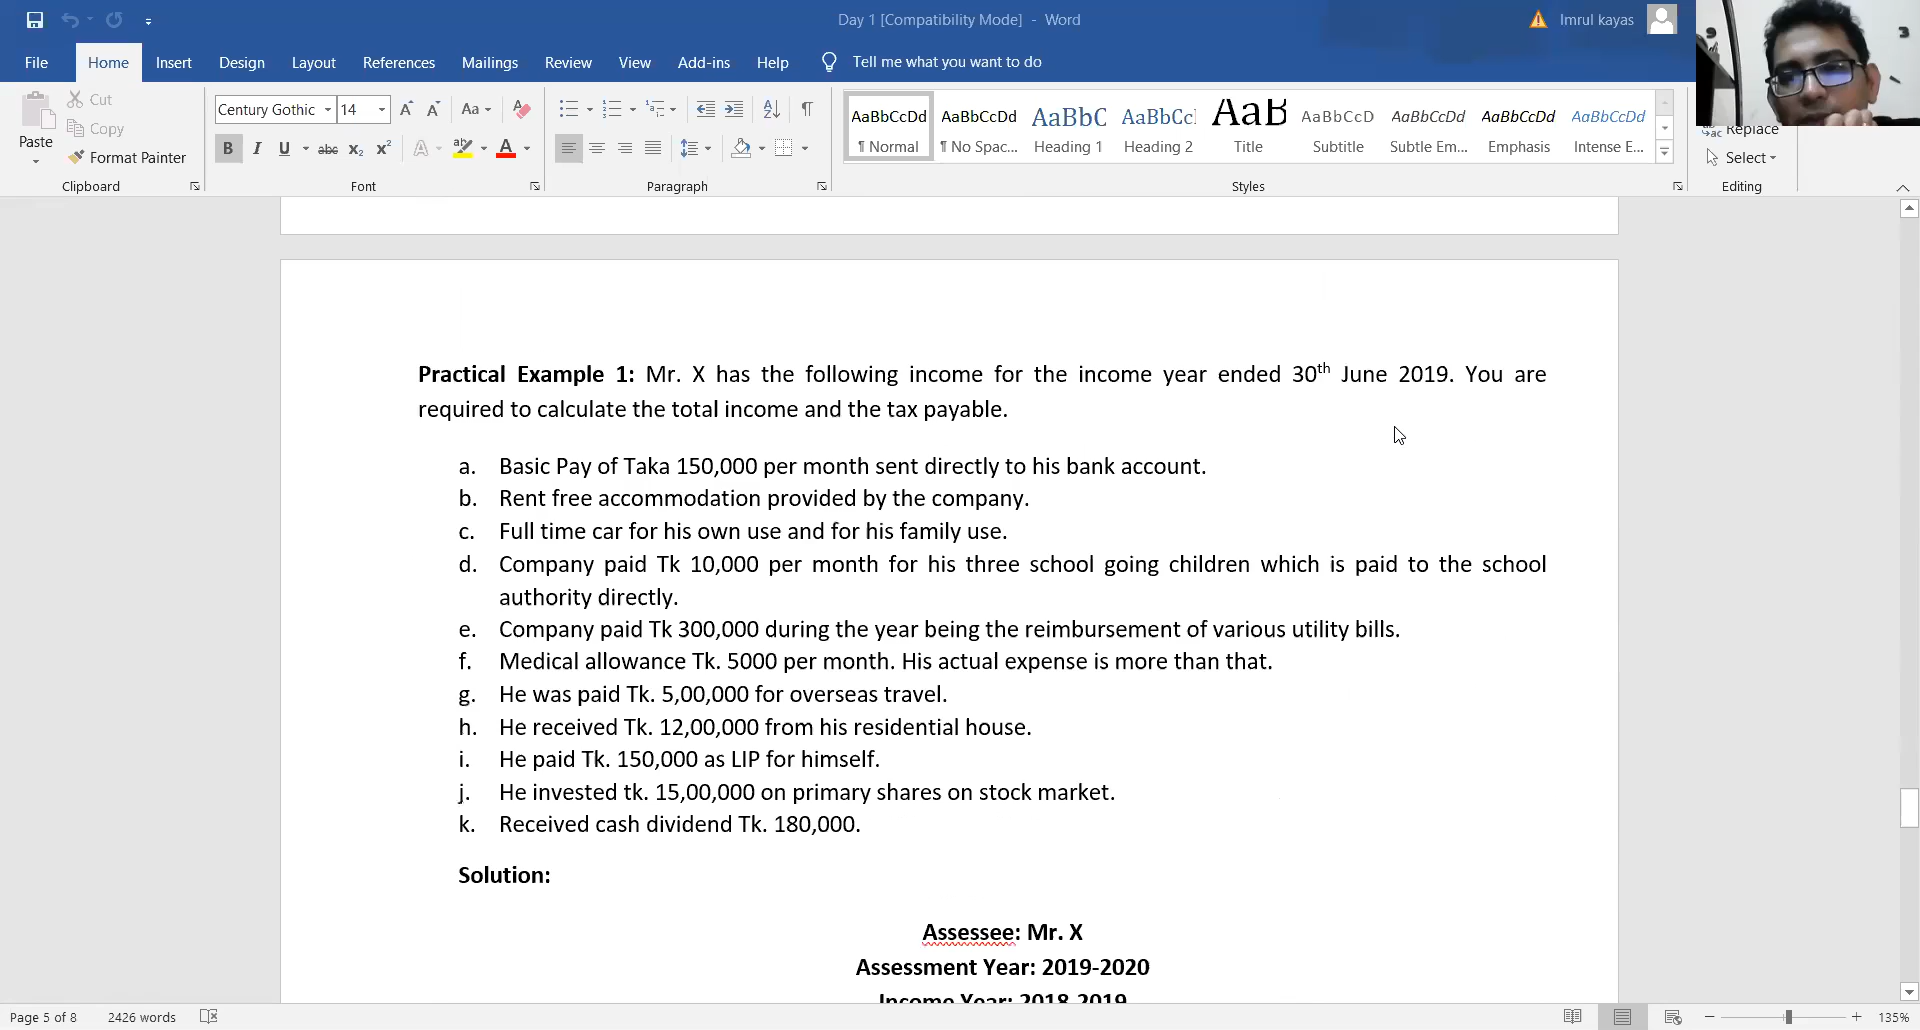 Day 1 [Compatibility Mode] - Word
Imrul kayas
File Home Insert Design Layout References Mailings Review View Add-ins Help Tell me what you want to do
Paste
Cut
Copy
Format Painter
Clipboard
Century Gothic 14
Aa
B I U abc x₂ x² A A
Font
Paragraph
AaBbCcDd AaBbCcDd AaBbC AaBbCcl AaB AaBbCcD AaBbCcDd AaBbCcDd AaBbCcDd
¶ Normal ¶ No Spac... Heading 1 Heading 2 Title Subtitle Subtle Em... Emphasis Intense E...
Styles
Replace
Select
Editing
Practical Example 1: Mr. X has the following income for the income year ended 30th June 2019. You are
required to calculate the total income and the tax payable.
a. Basic Pay of Taka 150,000 per month sent directly to his bank account.
b. Rent free accommodation provided by the company.
c. Full time car for his own use and for his family use.
d. Company paid Tk 10,000 per month for his three school going children which is paid to the school
authority directly.
e. Company paid Tk 300,000 during the year being the reimbursement of various utility bills.
f. Medical allowance Tk. 5000 per month. His actual expense is more than that.
g. He was paid Tk. 5,00,000 for overseas travel.
h. He received Tk. 12,00,000 from his residential house.
i. He paid Tk. 150,000 as LIP for himself.
j. He invested tk. 15,00,000 on primary shares on stock market.
k. Received cash dividend Tk. 180,000.
Solution:
Assessee: Mr. X
Assessment Year: 2019-2020
Income Year: 2018-2019
Page 5 of 8 2426 words 135%